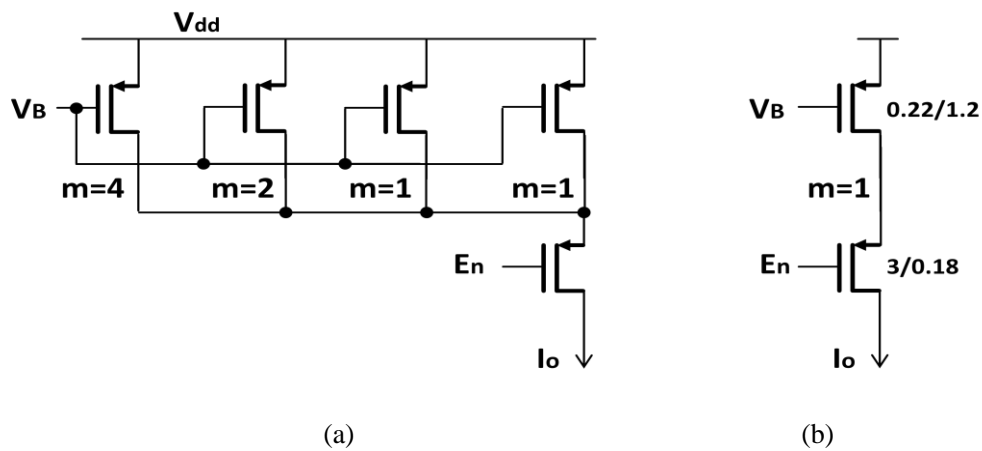 Vdd
VB
VB
0.22/1.2
m=4 m=2 m=1 m=1
m=1
En
En
3/0.18
Io
Io
(a)
(b)